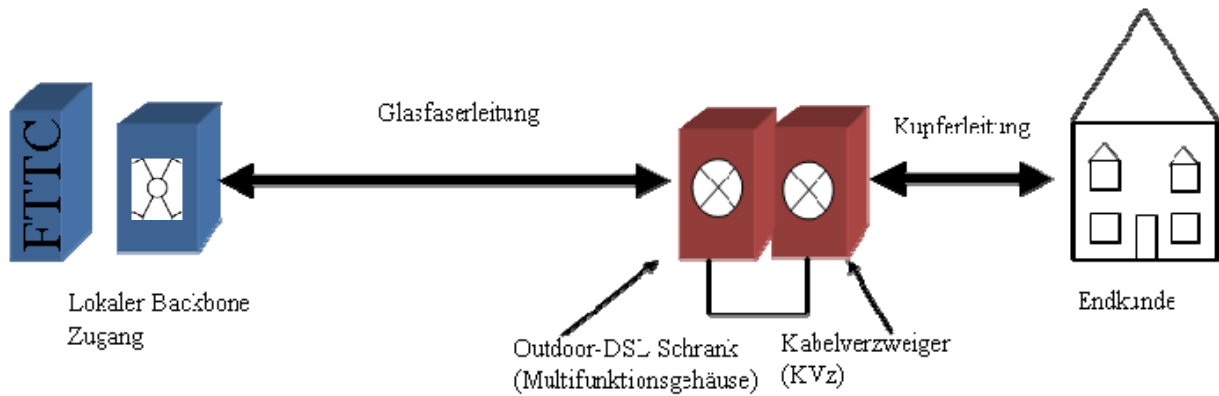 FTTC
Glasfaserleitung
Kupferleitung
Lokaler Backbone
Zugang
Outdoor-DSL Schrank
(Multifunktionsgehäuse)
Kabelverzweiger
(KVz)
Endkunde